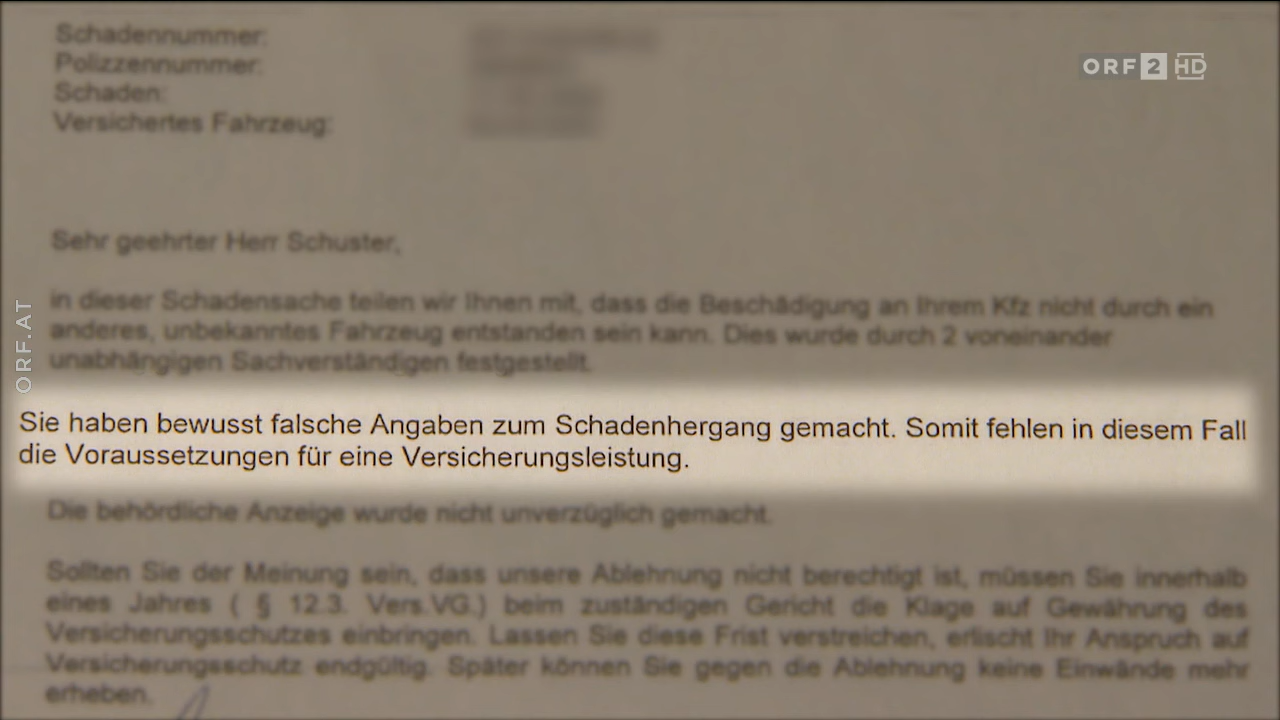 Schadennummer:
Polizzennummer:
Schaden:
Versichertes Fahrzeug:
ORF 2 HD
Sehr geehrter Herr Schuster,
in dieser Schadensache teilen wir Ihnen mit, dass die Beschädigung an Ihrem Kfz nicht durch ein
anderes, unbekanntes Fahrzeug entstanden sein kann. Dies wurde durch 2 voneinander
unabhängigen Sachverständigen festgestellt.
ORF.AT
Sie haben bewusst falsche Angaben zum Schadenhergang gemacht. Somit fehlen in diesem Fall
die Voraussetzungen für eine Versicherungsleistung.
Die behördliche Anzeige wurde nicht unverzüglich gemacht.
Sollten Sie der Meinung sein, dass unsere Ablehnung nicht berechtigt ist, müssen Sie innerhalb
eines Jahres ( § 12.3. Vers.VG.) beim zuständigen Gericht die Klage auf Gewährung des
Versicherungsschutzes einbringen. Lassen Sie diese Frist verstreichen, erlischt Ihr Anspruch auf
Versicherungsschutz endgültig. Später können Sie gegen die Ablehnung keine Einwände mehr
erheben.